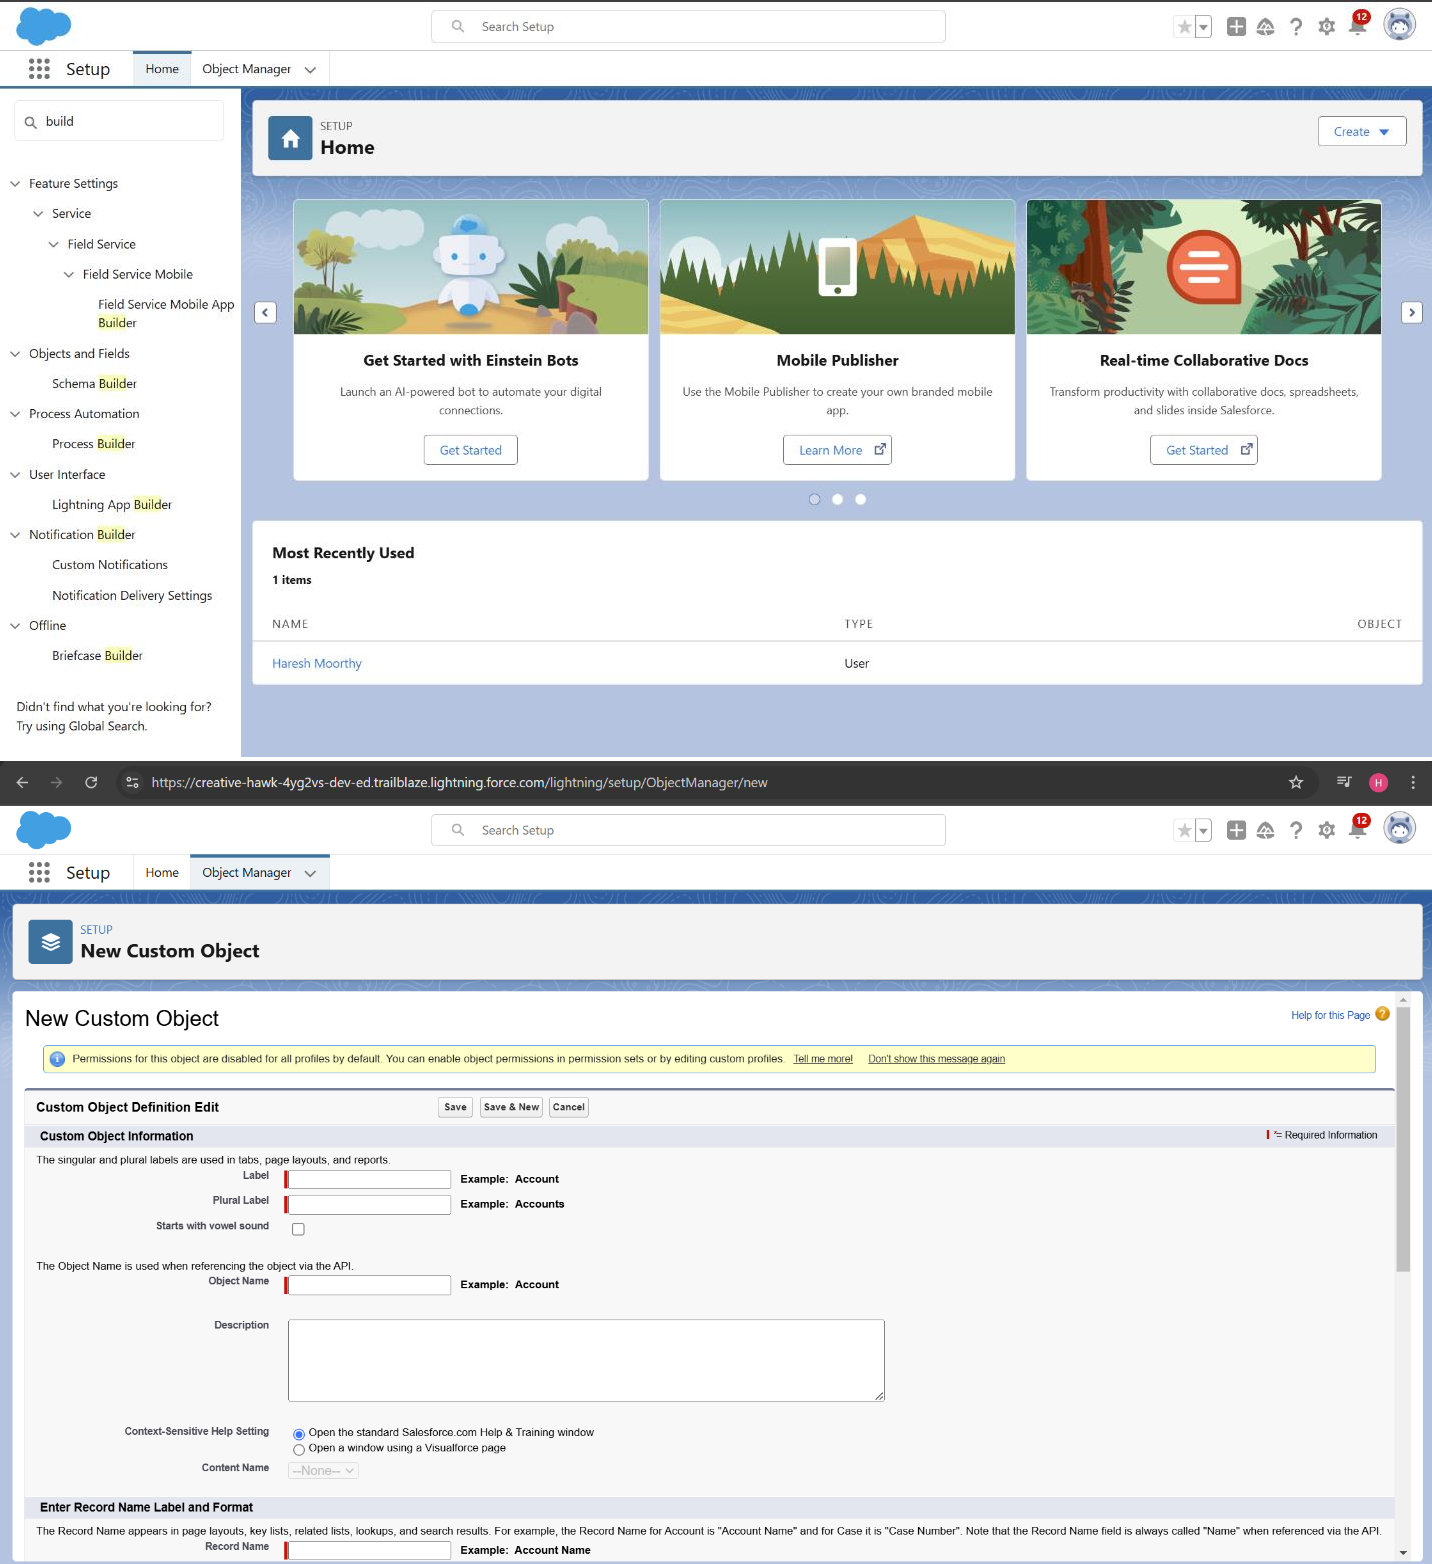 Search Setup
12
Setup
Home
Object Manager
build
SETUP
Home
Create
Feature Settings
Service
Field Service
Field Service Mobile
Field Service Mobile App
Builder
Objects and Fields
Schema Builder
Process Automation
Process Builder
User Interface
Lightning App Builder
Notification Builder
Custom Notifications
Notification Delivery Settings
Offline
Briefcase Builder
Didn't find what you're looking for?
Try using Global Search.
Get Started with Einstein Bots
Launch an AI-powered bot to automate your digital
connections.
Get Started
Mobile Publisher
Use the Mobile Publisher to create your own branded mobile
app.
Learn More
Real-time Collaborative Docs
Transform productivity with collaborative docs, spreadsheets,
and slides inside Salesforce.
Get Started
Most Recently Used
1 items
NAME TYPE OBJECT
Haresh Moorthy User
https://creative-hawk-4yg2vs-dev-ed.trailblaze.lightning.force.com/lightning/setup/ObjectManager/new
H
Search Setup
12
Setup
Home
Object Manager
SETUP
New Custom Object
New Custom Object
Help for this Page ?
Permissions for this object are disabled for all profiles by default. You can enable object permissions in permission sets or by editing custom profiles. Tell me more! Don't show this message again
Custom Object Definition Edit Save Save & New Cancel
Custom Object Information = Required Information
The singular and plural labels are used in tabs, page layouts, and reports.
Label Example: Account
Plural Label Example: Accounts
Starts with vowel sound
The Object Name is used when referencing the object via the API.
Object Name Example: Account
Description
Context-Sensitive Help Setting Open the standard Salesforce.com Help & Training window
Open a window using a Visualforce page
Content Name --None--
Enter Record Name Label and Format
The Record Name appears in page layouts, key lists, related lists, lookups, and search results. For example, the Record Name for Account is "Account Name" and for Case it is "Case Number". Note that the Record Name field is always called "Name" when referenced via the API.
Record Name Example: Account Name